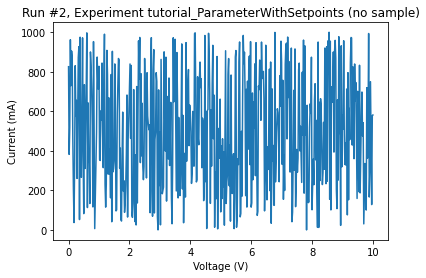 Run #2, Experiment tutorial_ParameterWithSetpoints (no sample)
Current (mA)
1000
800
600
400
200
0
0 2 4 6 8 10
Voltage (V)